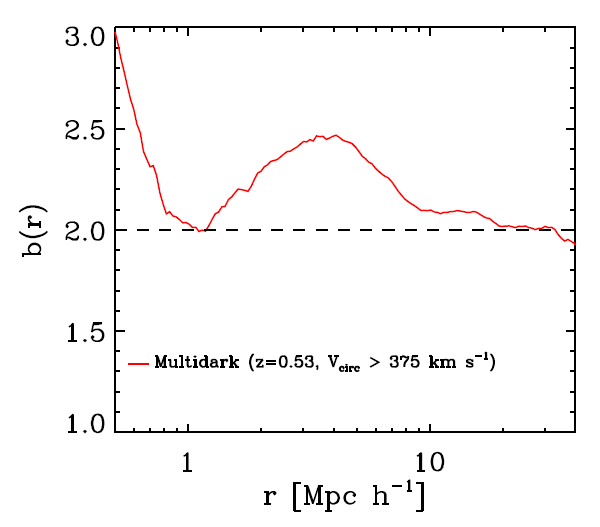 3.0
2.5
2.0
1.5
1.0
b(r)
Multidark (z=0.53, V_circ > 375 km s⁻¹)
1 10
r [Mpc h⁻¹]